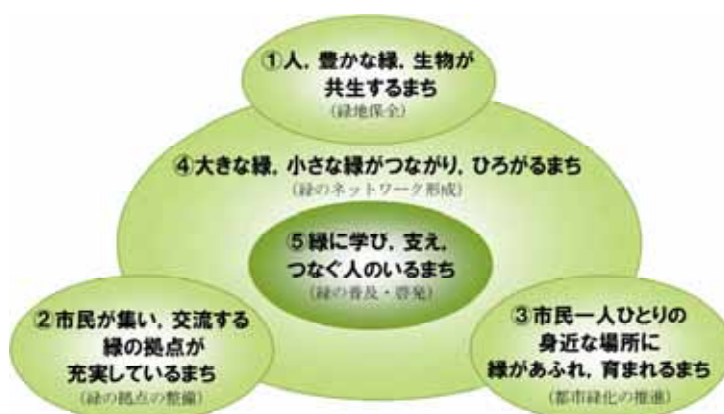 ①人，豊かな緑，生物が
共生するまち
（緑地保全）
④大きな緑，小さな緑がつながり，ひろがるまち
（緑のネットワーク形成）
⑤緑に学び，支え，
つなぐ人のいるまち
（緑の普及・啓発）
②市民が集い，交流する
緑の拠点が
充実しているまち
（緑の拠点の整備）
③市民一人ひとりの
身近な場所に
緑があふれ，育まれるまち
（都市緑化の推進）